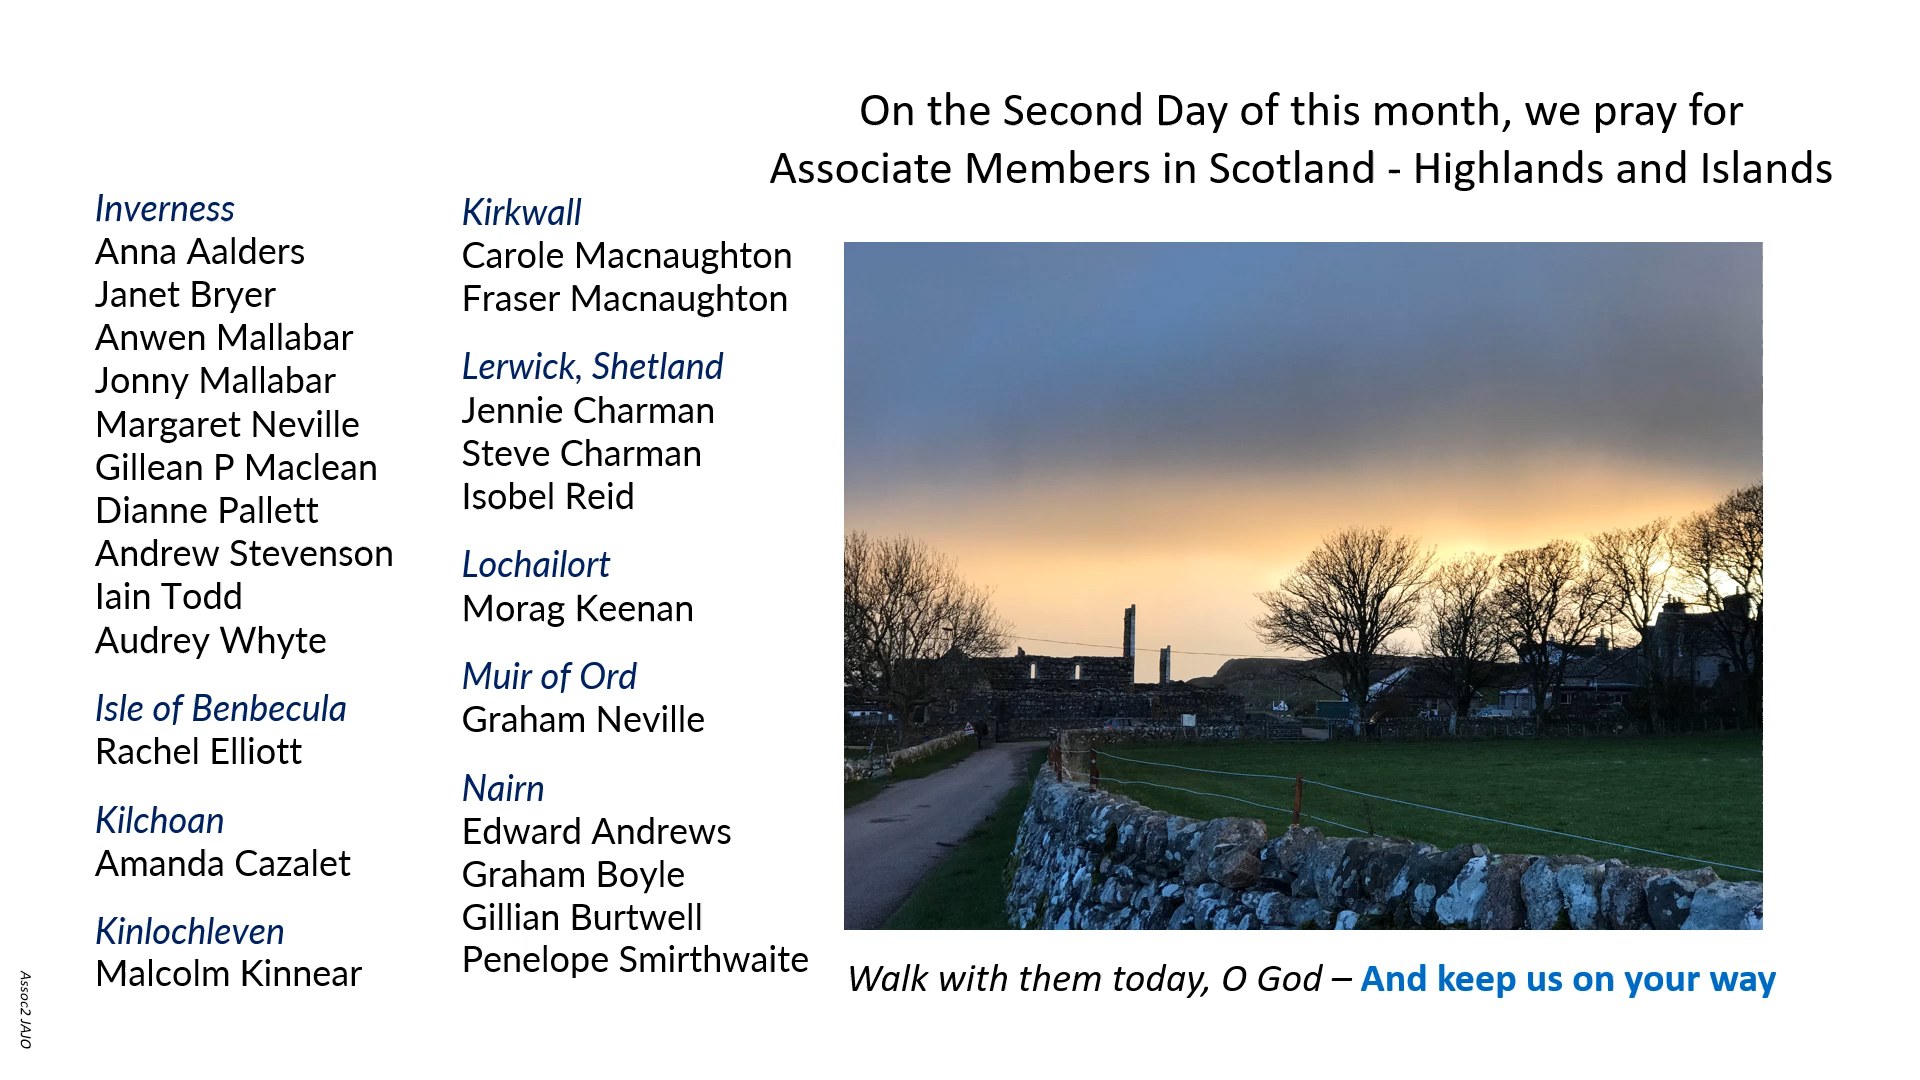 On the Second Day of this month, we pray for
Associate Members in Scotland - Highlands and Islands
Inverness
Anna Aalders
Janet Bryer
Anwen Mallabar
Jonny Mallabar
Margaret Neville
Gillean P Maclean
Dianne Pallett
Andrew Stevenson
Iain Todd
Audrey Whyte
Isle of Benbecula
Rachel Elliott
Kilchoan
Amanda Cazalet
Kinlochleven
Malcolm Kinnear
Kirkwall
Carole Macnaughton
Fraser Macnaughton
Lerwick, Shetland
Jennie Charman
Steve Charman
Isobel Reid
Lochailort
Morag Keenan
Muir of Ord
Graham Neville
Nairn
Edward Andrews
Graham Boyle
Gillian Burtwell
Penelope Smirthwaite
Walk with them today, O God – And keep us on your way
Assoc2 JAJO